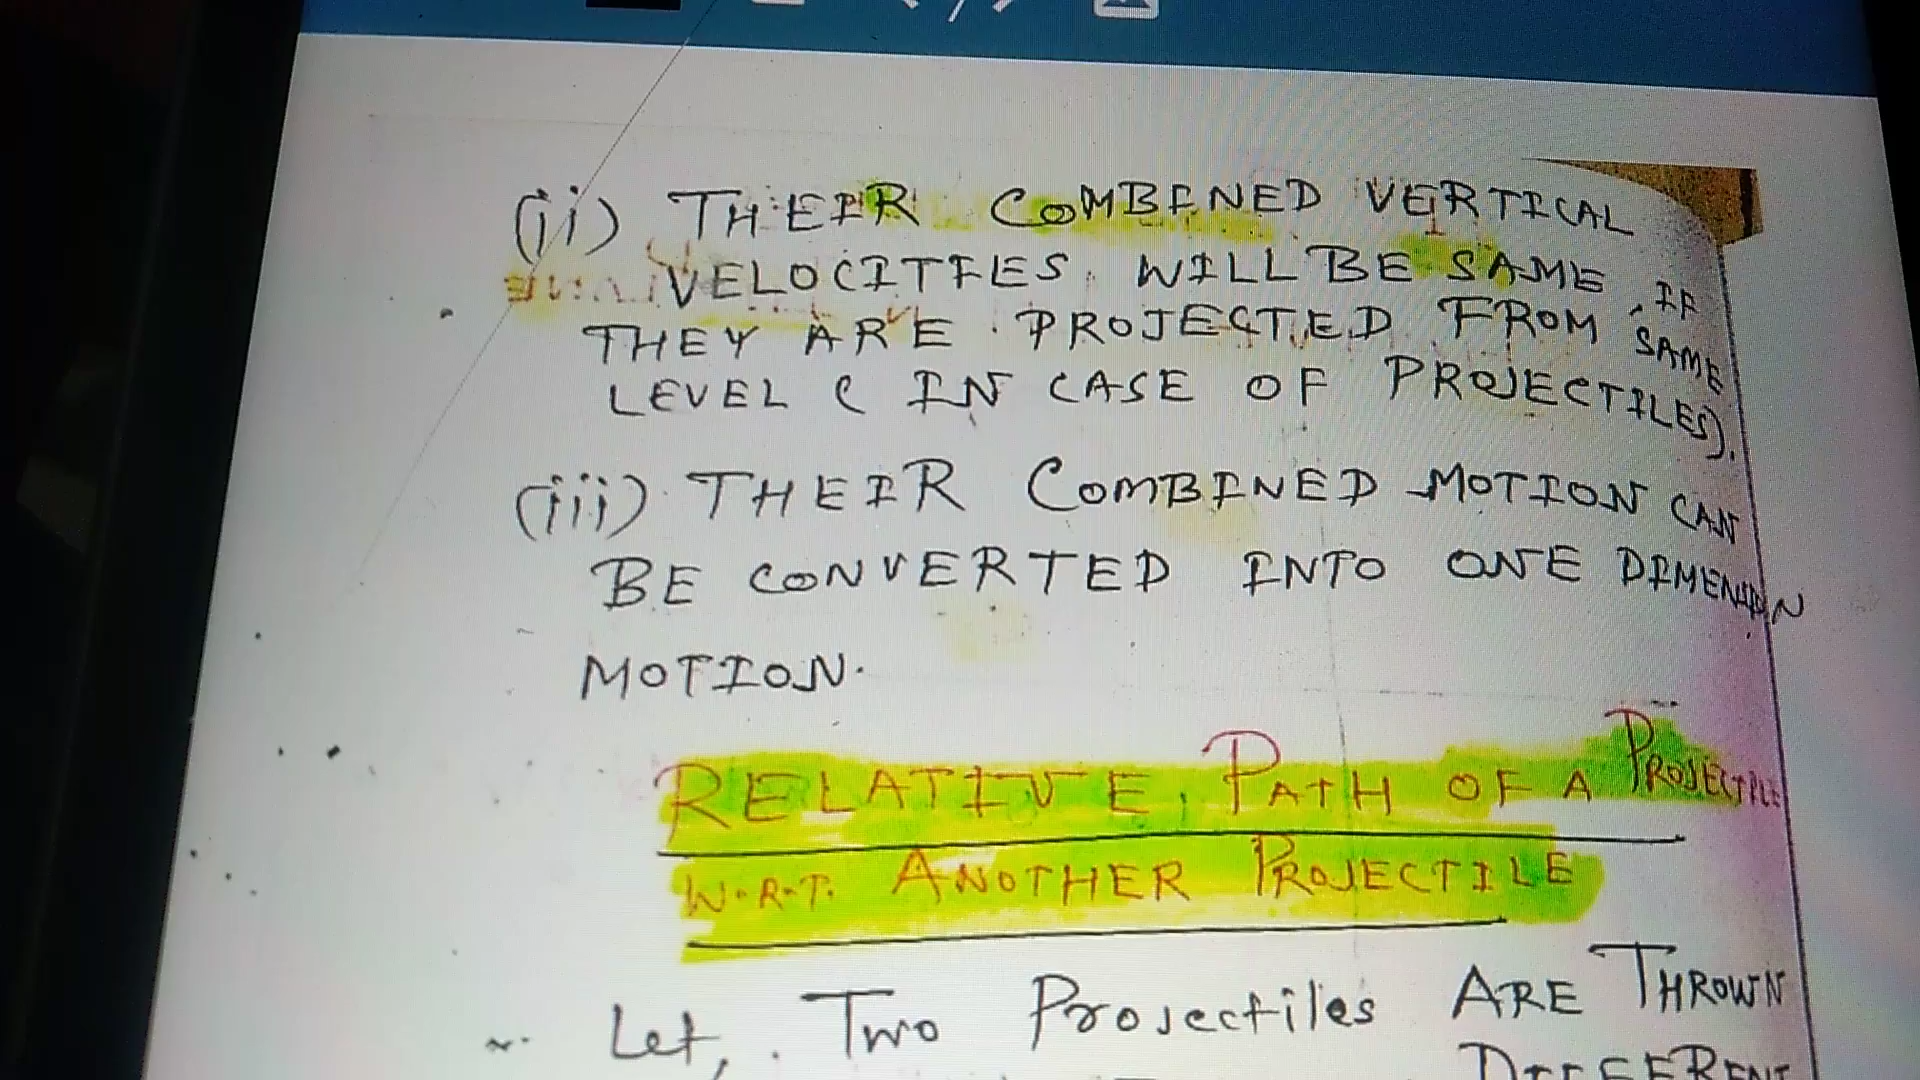 (ii) THEIR COMBINED VERTICAL
VELOCITIES WILL BE SAME, IF
THEY ARE PROJECTED FROM SAME
LEVEL ( IN CASE OF PROJECTILES).
(iii) THEIR COMBINED MOTION CAN
BE CONVERTED INTO ONE DIMENSION
MOTION.
RELATIVE PATH OF A PROJECTILE
W.R.T. ANOTHER PROJECTILE
Let, Two Projectiles ARE THROWN
DIFFERENT